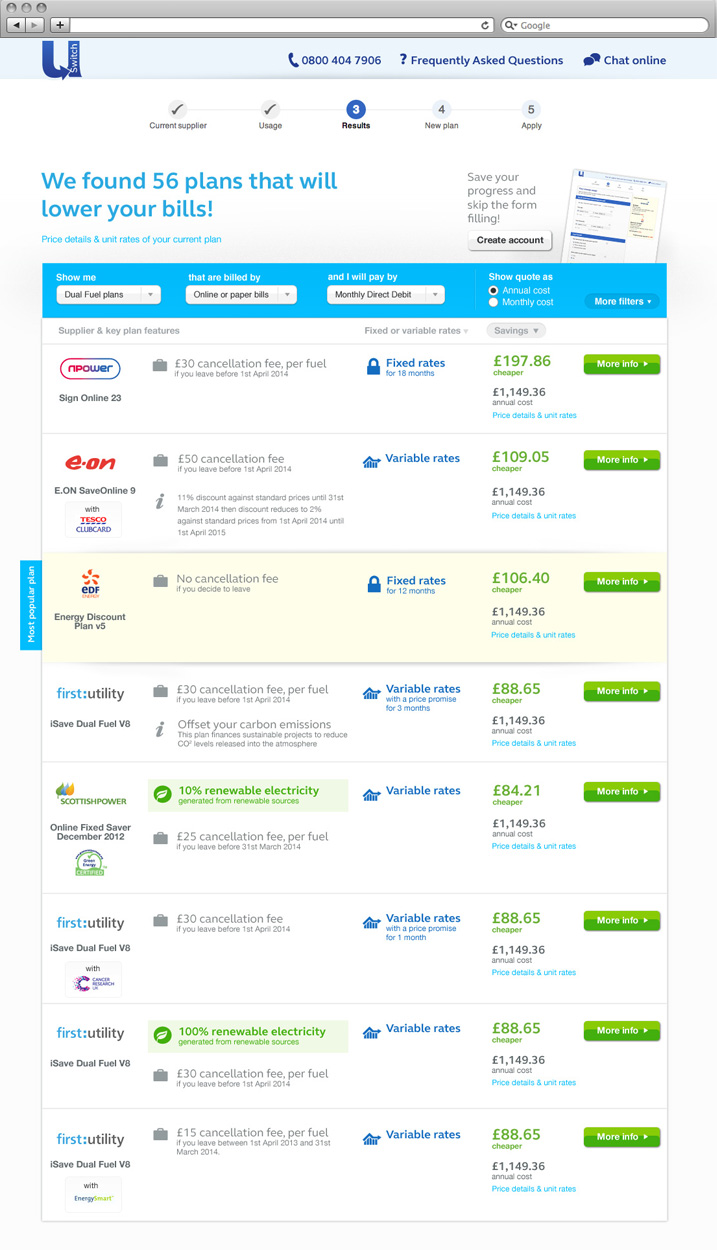 Google
U
Switch
0800 404 7906
? Frequently Asked Questions
Chat online
3
4
5
Current supplier
Usage
Results
New plan
Apply
We found 56 plans that will
lower your bills!
Price details & unit rates of your current plan
Save your
progress and
skip the form
filling!
Create account
Show me
that are billed by
and I will pay by
Show quote as
Dual Fuel plans
Online or paper bills
Monthly Direct Debit
Annual cost
Monthly cost
More filters
Supplier & key plan features
Fixed or variable rates
Savings
npower
Sign Online 23
£30 cancellation fee, per fuel
if you leave before 1st April 2014
Fixed rates
for 18 months
£197.86
cheaper
£1,149.36
annual cost
Price details & unit rates
More info
e·on
E.ON SaveOnline 9
with
TESCO
CLUBCARD
£50 cancellation fee
if you leave before 1st April 2014
11% discount against standard prices until 31st
March 2014 then discount reduces to 2%
against standard prices from 1st April 2014 until
1st April 2015
Variable rates
£109.05
cheaper
£1,149.36
annual cost
Price details & unit rates
More info
Most popular plan
eDF
ENERGY
Energy Discount
Plan v5
No cancellation fee
if you decide to leave
Fixed rates
for 12 months
£106.40
cheaper
£1,149.36
annual cost
Price details & unit rates
More info
first:utility
iSave Dual Fuel V8
£30 cancellation fee, per fuel
if you leave before 1st April 2014
Offset your carbon emissions
This plan finances sustainable projects to reduce
CO² levels released into the atmosphere
Variable rates
with a price promise
for 3 months
£88.65
cheaper
£1,149.36
annual cost
Price details & unit rates
More info
SCOTTISHPOWER
Online Fixed Saver
December 2012
Green
Energy
CERTIFIED
10% renewable electricity
generated from renewable sources
£25 cancellation fee, per fuel
if you leave before 31st March 2014
Variable rates
£84.21
cheaper
£1,149.36
annual cost
Price details & unit rates
More info
first:utility
iSave Dual Fuel V8
with
CANCER
RESEARCH
UK
£30 cancellation fee
if you leave before 1st April 2014
Variable rates
with a price promise
for 1 month
£88.65
cheaper
£1,149.36
annual cost
Price details & unit rates
More info
first:utility
iSave Dual Fuel V8
100% renewable electricity
generated from renewable sources
£30 cancellation fee, per fuel
if you leave before 1st April 2014
Variable rates
£88.65
cheaper
£1,149.36
annual cost
Price details & unit rates
More info
first:utility
iSave Dual Fuel V8
with
EnergySmart™
£15 cancellation fee, per fuel
if you leave between 1st April 2013 and 31st
March 2014.
Variable rates
£88.65
cheaper
£1,149.36
annual cost
Price details & unit rates
More info